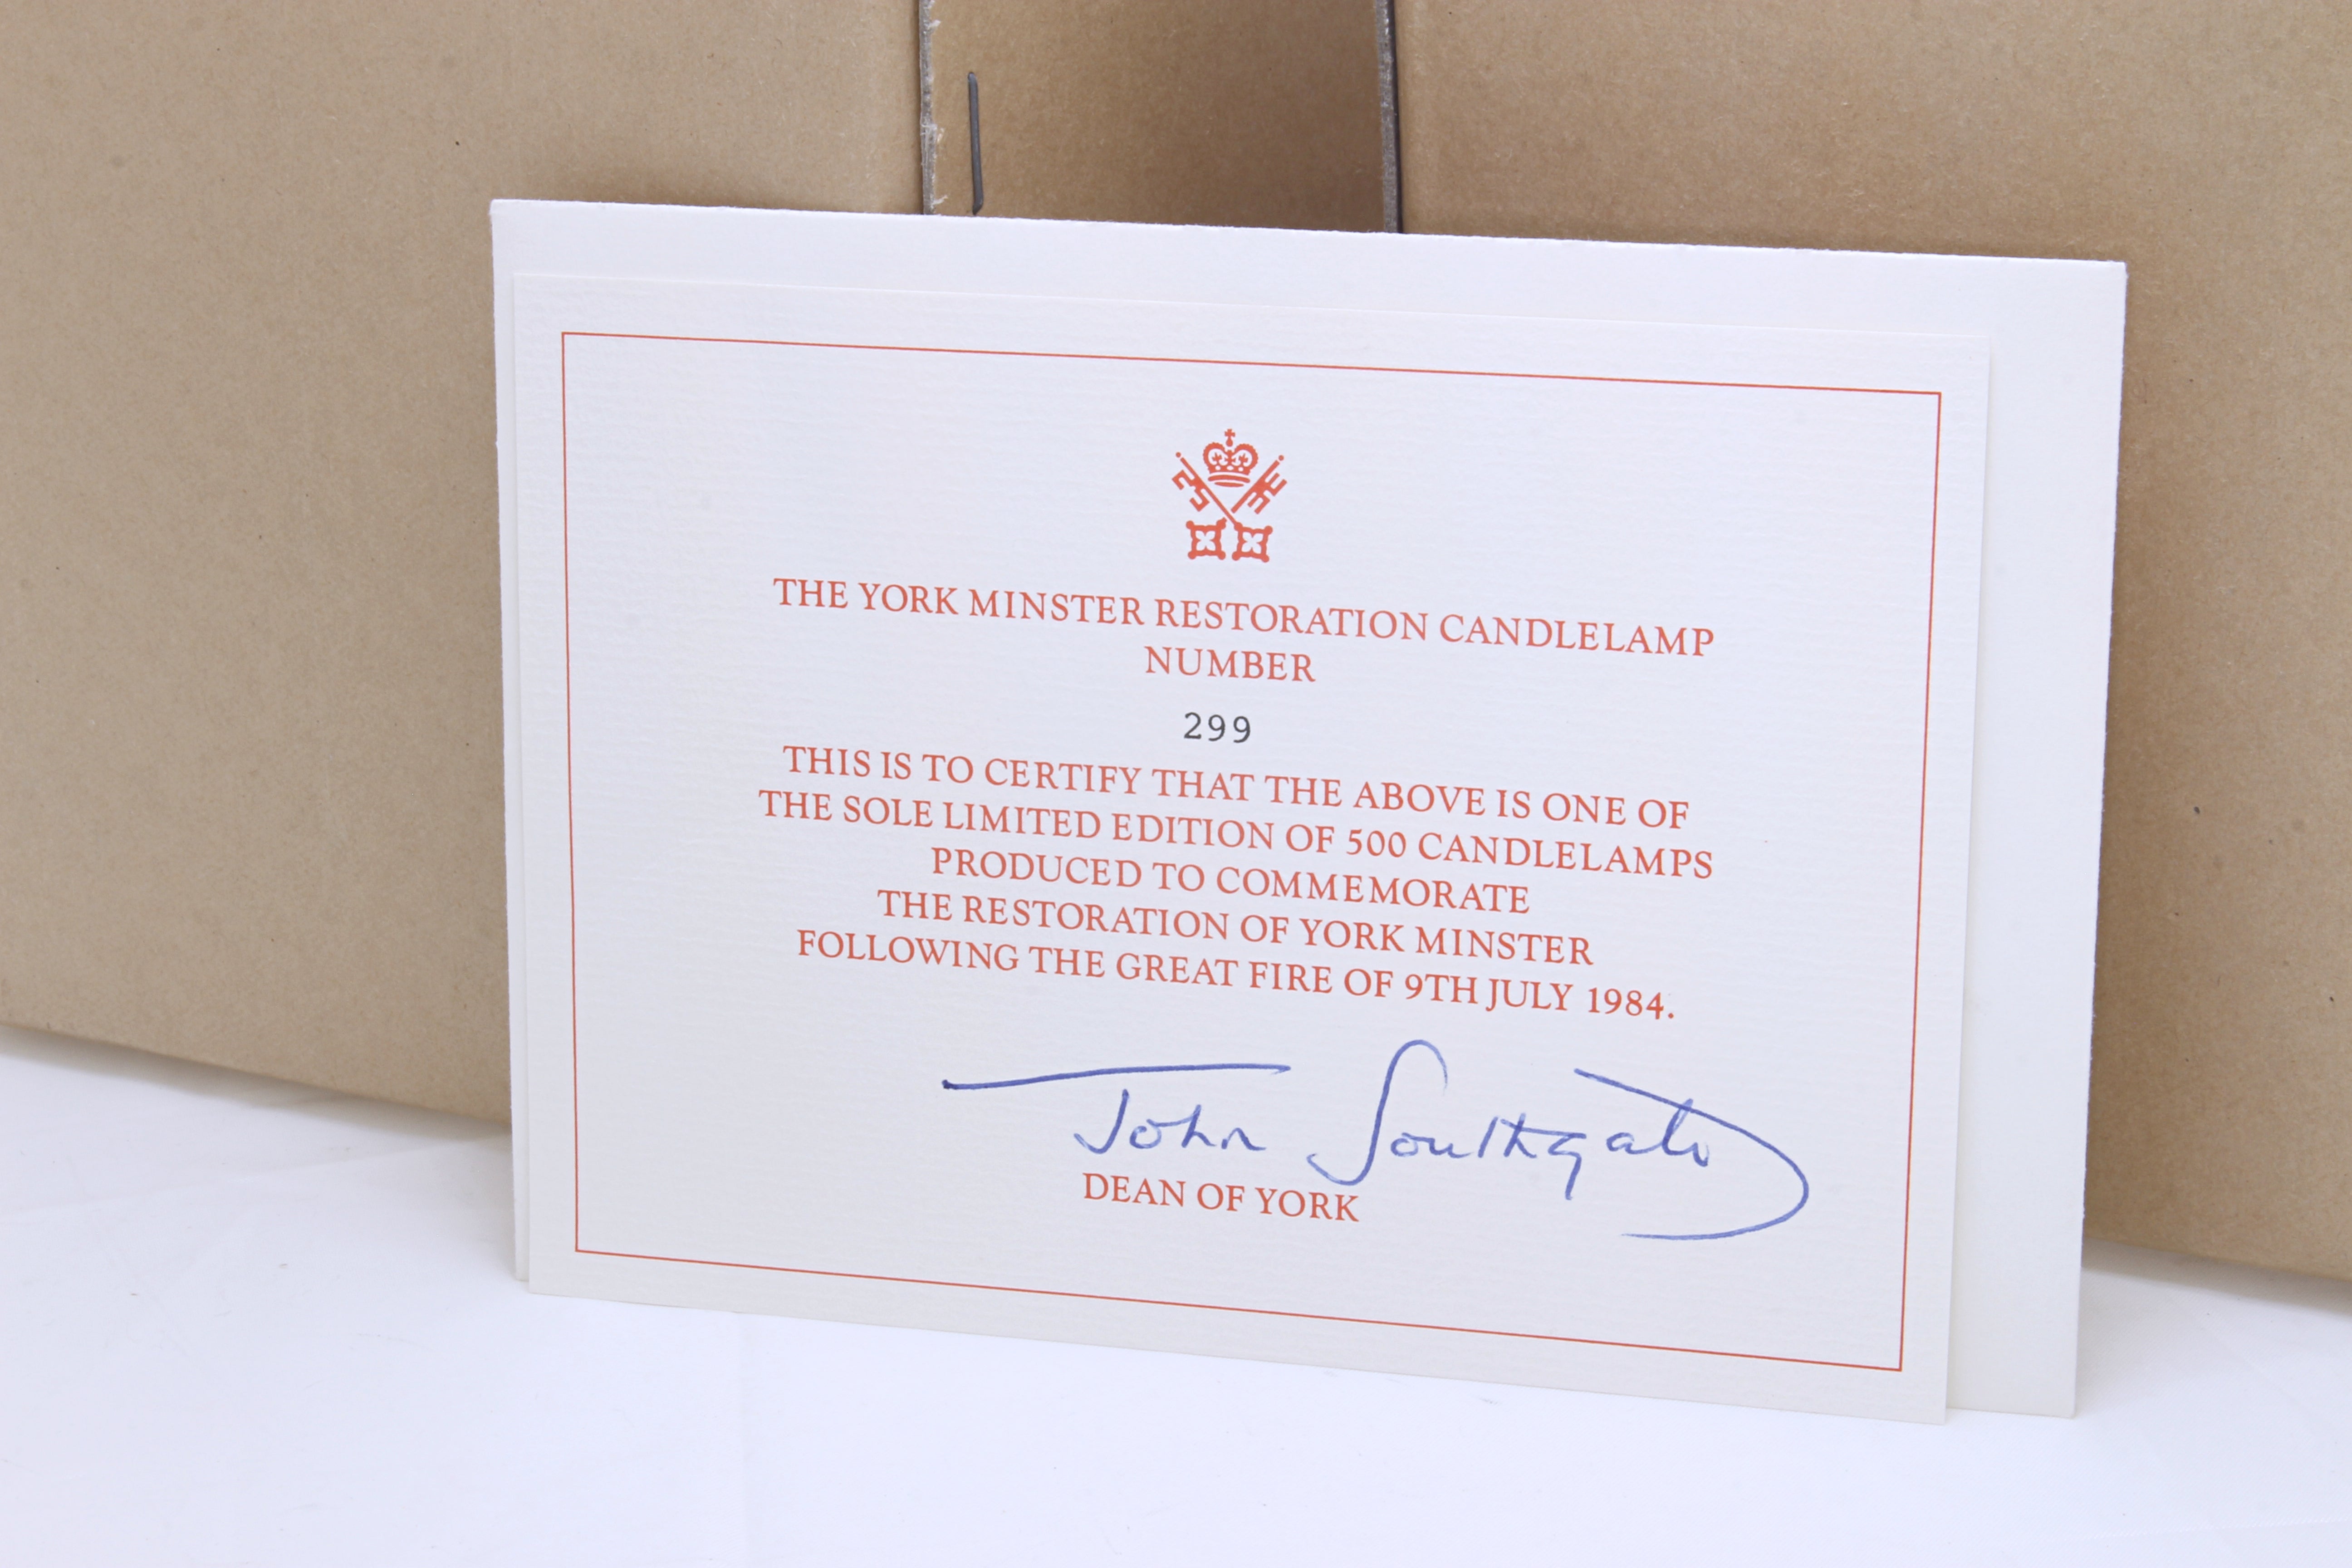 THE YORK MINSTER RESTORATION CANDLELAMP
NUMBER
299
THIS IS TO CERTIFY THAT THE ABOVE IS ONE OF
THE SOLE LIMITED EDITION OF 500 CANDLELAMPS
PRODUCED TO COMMEMORATE
THE RESTORATION OF YORK MINSTER
FOLLOWING THE GREAT FIRE OF 9TH JULY 1984.
John Southgate
DEAN OF YORK